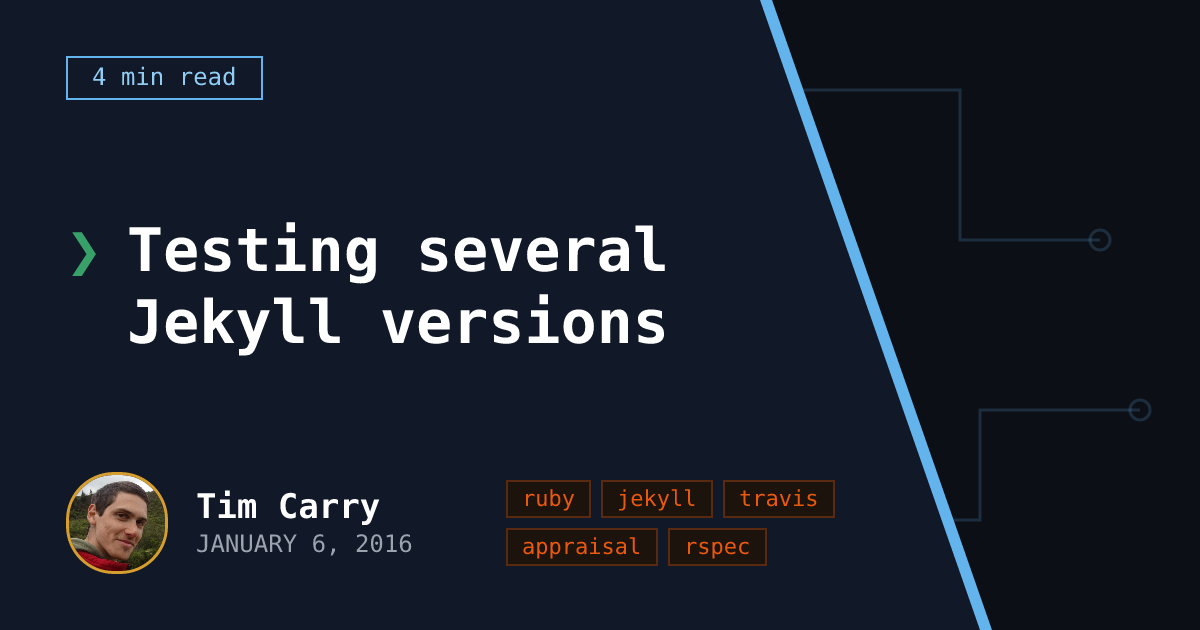 4 min read
❯ Testing several
Jekyll versions
Tim Carry
JANUARY 6, 2016
ruby jekyll travis
appraisal rspec